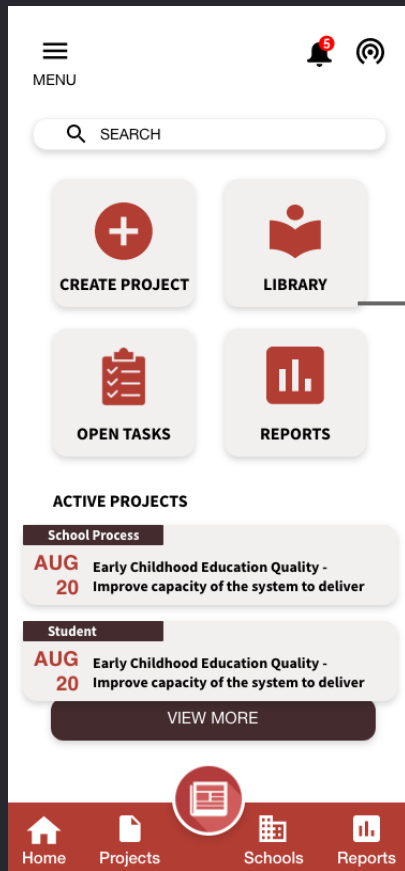 5
MENU
SEARCH
CREATE PROJECT
LIBRARY
OPEN TASKS
REPORTS
ACTIVE PROJECTS
School Process
AUG
20
Early Childhood Education Quality -
Improve capacity of the system to deliver
Student
AUG
20
Early Childhood Education Quality -
Improve capacity of the system to deliver
VIEW MORE
Home
Projects
Schools
Reports